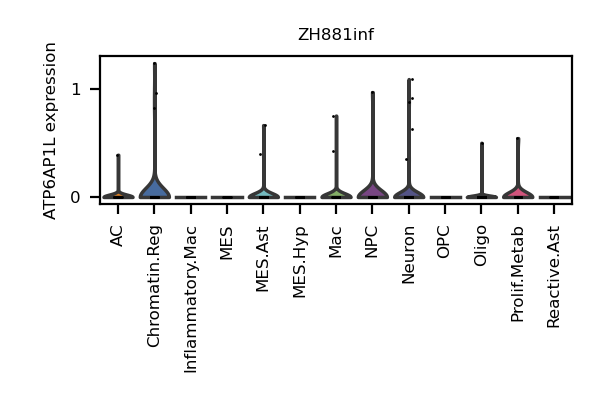 ZH881inf
ATP6AP1L expression
1
0
AC
Chromatin.Reg
Inflammatory.Mac
MES
MES.Ast
MES.Hyp
Mac
NPC
Neuron
OPC
Oligo
Prolif.Metab
Reactive.Ast